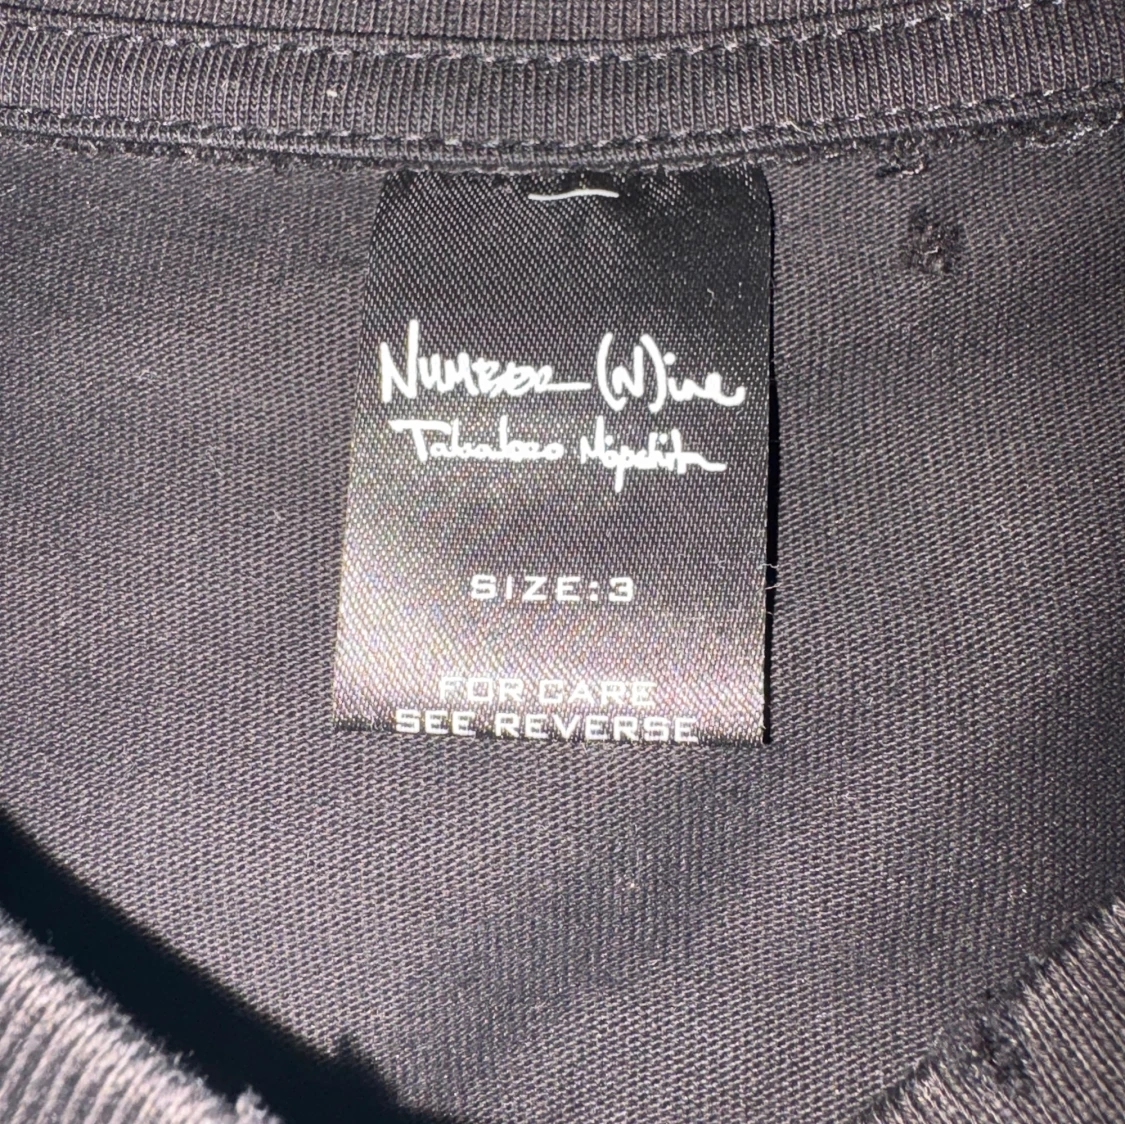 Number (N)ine
Takahiro Miyashita
SIZE:3
FOR CARE
SEE REVERSE